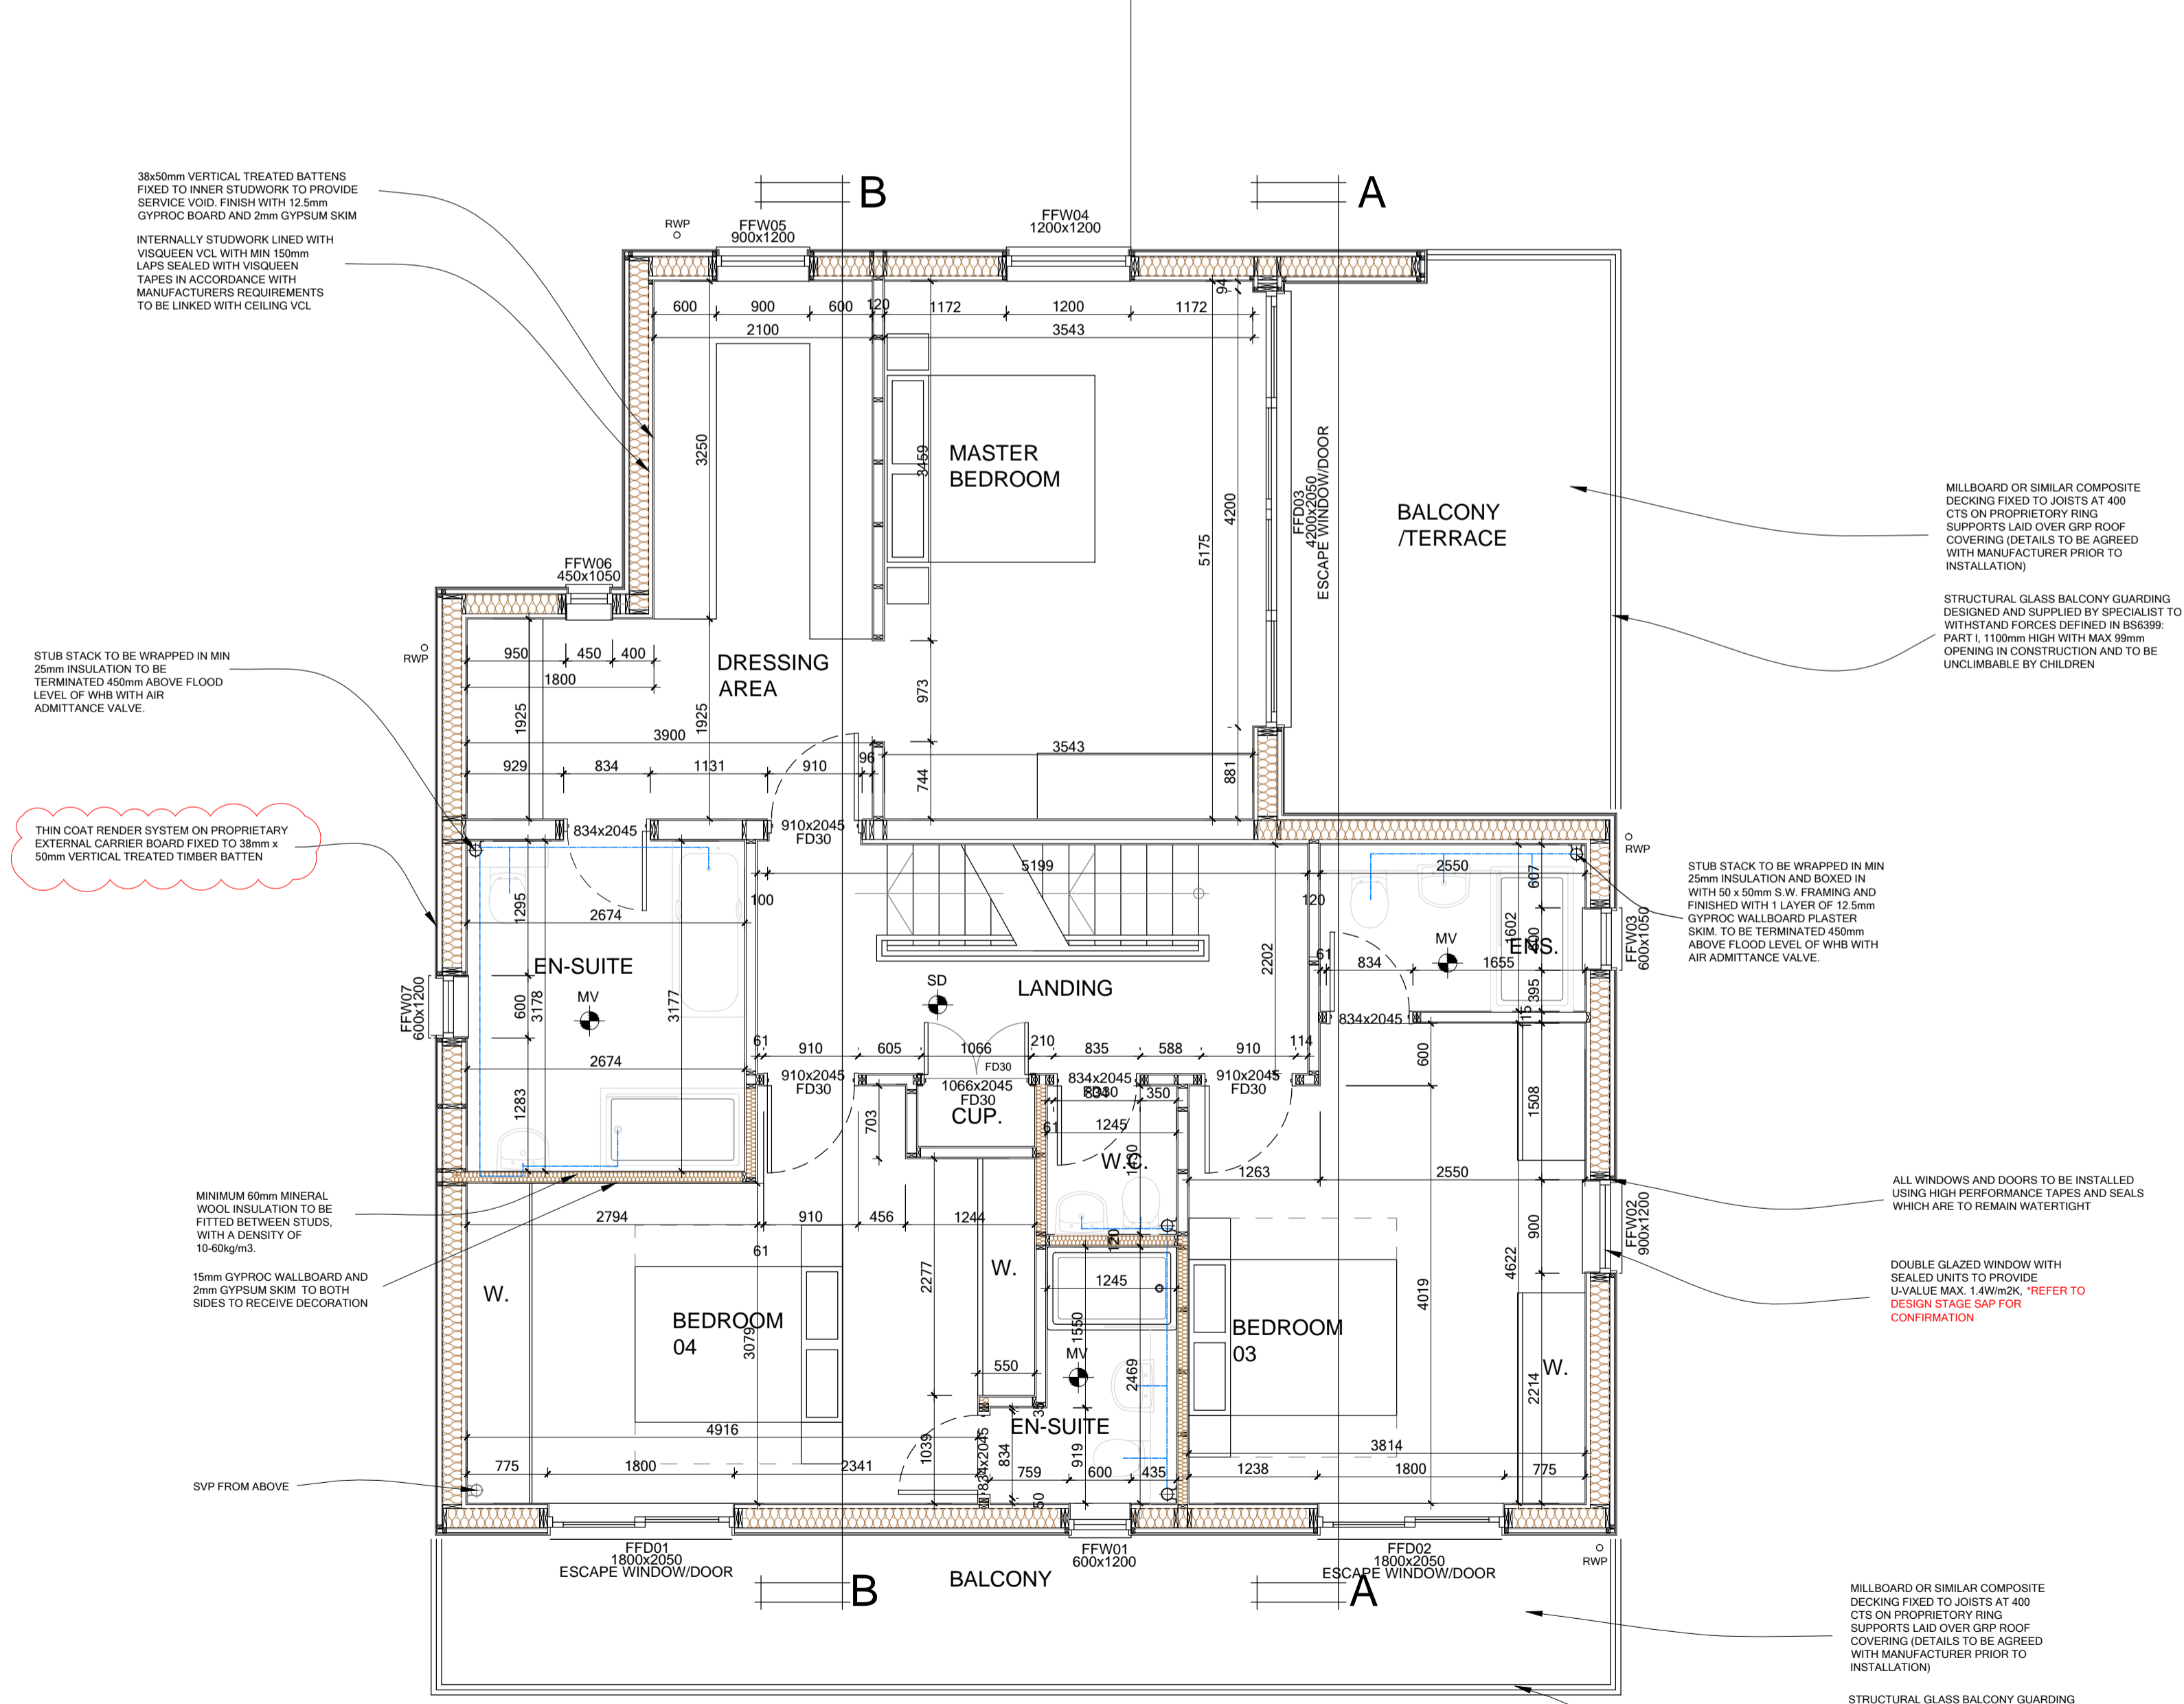 38x50mm VERTICAL TREATED BATTENS
FIXED TO INNER STUDWORK TO PROVIDE
SERVICE VOID. FINISH WITH 12.5mm
GYPROC BOARD AND 2mm GYPSUM SKIM
INTERNALLY STUDWORK LINED WITH
VISQUEEN VCL WITH MIN 150mm
LAPS SEALED WITH VISQUEEN
TAPES IN ACCORDANCE WITH
MANUFACTURERS REQUIREMENTS
TO BE LINKED WITH CEILING VCL
STUB STACK TO BE WRAPPED IN MIN
25mm INSULATION TO BE
TERMINATED 450mm ABOVE FLOOD
LEVEL OF WHB WITH AIR
ADMITTANCE VALVE.
THIN COAT RENDER SYSTEM ON PROPRIETARY
EXTERNAL CARRIER BOARD FIXED TO 38mm x
50mm VERTICAL TREATED TIMBER BATTEN
MINIMUM 60mm MINERAL
WOOL INSULATION TO BE
FITTED BETWEEN STUDS,
WITH A DENSITY OF
10-60kg/m3.
15mm GYPROC WALLBOARD AND
2mm GYPSUM SKIM TO BOTH
SIDES TO RECEIVE DECORATION
SVP FROM ABOVE
B
A
RWP
FFW05
900x1200
FFW04
1200x1200
600
900
600
120
1172
1200
1172
94
2100
3543
3250
3459
MASTER
BEDROOM
4200
5175
FFD03
4200x2050
ESCAPE WINDOW/DOOR
BALCONY
/TERRACE
FFW06
450x1050
RWP
950
450
400
1800
DRESSING
AREA
1925
1925
973
3900
3543
929
834
1131
910
96
744
881
834x2045
910x2045
FD30
5199
2550
607
100
120
1295
2674
1602
600
FFW03
600x1050
RWP
EN-SUITE
MV
MV
ENS.
61
834
1655
2202
SD
LANDING
FFW07
600x1200
600
3178
3177
395
115
834x2045
61
910
605
1066
210
835
588
910
114
2674
FD30
600
910x2045
FD30
1066x2045
FD30
834x2045
FD30
834
350
910x2045
FD30
CUP.
1283
703
1245
61
W.C.
1508
1263
2550
2794
910
456
1244
61
120
FFW02
900x1200
900
4622
W.
2277
W.
1245
4019
BEDROOM
04
3079
1550
BEDROOM
03
MV
550
2469
W.
2214
35
EN-SUITE
4916
1039
834x2045
834
919
3814
775
1800
2341
759
600
435
1238
1800
775
50
FFD01
1800x2050
ESCAPE WINDOW/DOOR
FFW01
600x1200
FFD02
1800x2050
ESCAPE WINDOW/DOOR
RWP
B
BALCONY
A
MILLBOARD OR SIMILAR COMPOSITE
DECKING FIXED TO JOISTS AT 400
CTS ON PROPRIETORY RING
SUPPORTS LAID OVER GRP ROOF
COVERING (DETAILS TO BE AGREED
WITH MANUFACTURER PRIOR TO
INSTALLATION)
STRUCTURAL GLASS BALCONY GUARDING
DESIGNED AND SUPPLIED BY SPECIALIST TO
WITHSTAND FORCES DEFINED IN BS6399:
PART I, 1100mm HIGH WITH MAX 99mm
OPENING IN CONSTRUCTION AND TO BE
UNCLIMBABLE BY CHILDREN
STUB STACK TO BE WRAPPED IN MIN
25mm INSULATION AND BOXED IN
WITH 50 x 50mm S.W. FRAMING AND
FINISHED WITH 1 LAYER OF 12.5mm
GYPROC WALLBOARD PLASTER
SKIM. TO BE TERMINATED 450mm
ABOVE FLOOD LEVEL OF WHB WITH
AIR ADMITTANCE VALVE.
ALL WINDOWS AND DOORS TO BE INSTALLED
USING HIGH PERFORMANCE TAPES AND SEALS
WHICH ARE TO REMAIN WATERTIGHT
DOUBLE GLAZED WINDOW WITH
SEALED UNITS TO PROVIDE
U-VALUE MAX. 1.4W/m2K, *REFER TO
DESIGN STAGE SAP FOR
CONFIRMATION
MILLBOARD OR SIMILAR COMPOSITE
DECKING FIXED TO JOISTS AT 400
CTS ON PROPRIETORY RING
SUPPORTS LAID OVER GRP ROOF
COVERING (DETAILS TO BE AGREED
WITH MANUFACTURER PRIOR TO
INSTALLATION)
STRUCTURAL GLASS BALCONY GUARDING